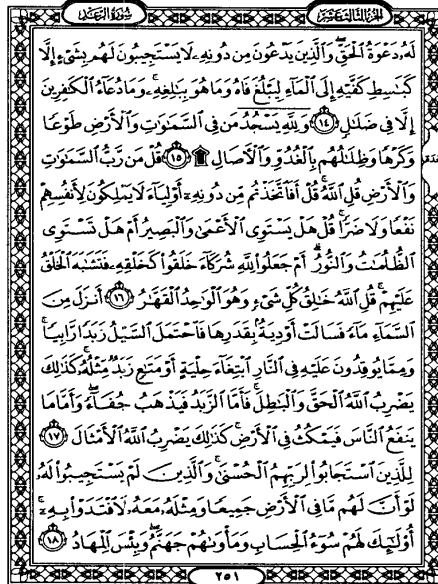 الجزء الثالث عشر سورة الرعد
لَهُۥ دَعْوَةُ ٱلْحَقِّ ۖ وَٱلَّذِينَ يَدْعُونَ مِن دُونِهِۦ لَا يَسْتَجِيبُونَ لَهُم بِشَىْءٍ إِلَّا
كَبَٰسِطِ كَفَّيْهِ إِلَى ٱلْمَآءِ لِيَبْلُغَ فَاهُ وَمَا هُوَ بِبَٰلِغِهِۦ ۚ وَمَا دُعَآءُ ٱلْكَٰفِرِينَ
إِلَّا فِى ضَلَٰلٍ ١٤ وَلِلَّهِ يَسْجُدُ مَن فِى ٱلسَّمَٰوَٰتِ وَٱلْأَرْضِ طَوْعًا
وَكَرْهًا وَظِلَٰلُهُم بِٱلْغُدُوِّ وَٱلْءَاصَالِ ۩ ١٥ قُلْ مَن رَّبُّ ٱلسَّمَٰوَٰتِ
وَٱلْأَرْضِ قُلِ ٱللَّهُ ۚ قُلْ أَفَٱتَّخَذْتُم مِّن دُونِهِۦٓ أَوْلِيَآءَ لَا يَمْلِكُونَ لِأَنفُسِهِمْ
نَفْعًا وَلَا ضَرًّا ۚ قُلْ هَلْ يَسْتَوِى ٱلْأَعْمَىٰ وَٱلْبَصِيرُ أَمْ هَلْ تَسْتَوِى
ٱلظُّلُمَٰتُ وَٱلنُّورُ ۗ أَمْ جَعَلُوا۟ لِلَّهِ شُرَكَآءَ خَلَقُوا۟ كَخَلْقِهِۦ فَتَشَٰبَهَ ٱلْخَلْقُ
عَلَيْهِمْ ۚ قُلِ ٱللَّهُ خَٰلِقُ كُلِّ شَىْءٍ وَهُوَ ٱلْوَٰحِدُ ٱلْقَهَّٰرُ ١٦ أَنزَلَ مِنَ
ٱلسَّمَآءِ مَآءً فَسَالَتْ أَوْدِيَةٌۢ بِقَدَرِهَا فَٱحْتَمَلَ ٱلسَّيْلُ زَبَدًا رَّابِيًا ۚ
وَمِمَّا يُوقِدُونَ عَلَيْهِ فِى ٱلنَّارِ ٱبْتِغَآءَ حِلْيَةٍ أَوْ مَتَٰعٍ زَبَدٌ مِّثْلُهُۥ ۚ كَذَٰلِكَ
يَضْرِبُ ٱللَّهُ ٱلْحَقَّ وَٱلْبَٰطِلَ ۚ فَأَمَّا ٱلزَّبَدُ فَيَذْهَبُ جُفَآءً ۖ وَأَمَّا مَا
يَنفَعُ ٱلنَّاسَ فَيَمْكُثُ فِى ٱلْأَرْضِ ۚ كَذَٰلِكَ يَضْرِبُ ٱللَّهُ ٱلْأَمْثَالَ ١٧
لِلَّذِينَ ٱسْتَجَابُوا۟ لِرَبِّهِمُ ٱلْحُسْنَىٰ ۚ وَٱلَّذِينَ لَمْ يَسْتَجِيبُوا۟ لَهُۥ
لَوْ أَنَّ لَهُم مَّا فِى ٱلْأَرْضِ جَمِيعًا وَمِثْلَهُۥ مَعَهُۥ لَٱفْتَدَوْا۟ بِهِۦٓ ۚ
أُو۟لَٰٓئِكَ لَهُمْ سُوٓءُ ٱلْحِسَابِ وَمَأْوَىٰهُمْ جَهَنَّمُ ۖ وَبِئْسَ ٱلْمِهَادُ ١٨
٢٥١